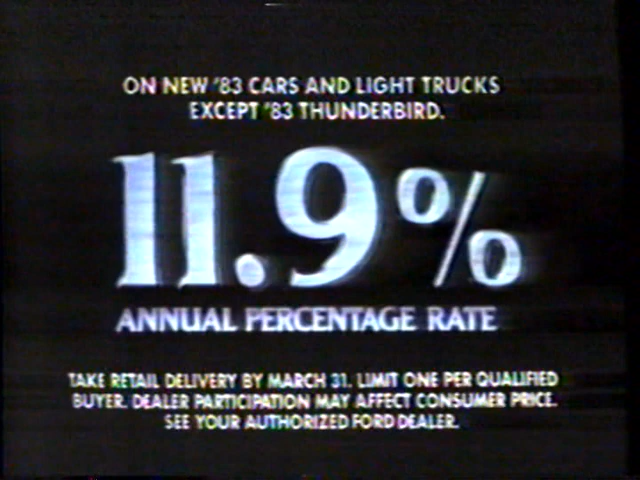 ON NEW '83 CARS AND LIGHT TRUCKS
EXCEPT '83 THUNDERBIRD.
11.9%
ANNUAL PERCENTAGE RATE
TAKE RETAIL DELIVERY BY MARCH 31. LIMIT ONE PER QUALIFIED
BUYER. DEALER PARTICIPATION MAY AFFECT CONSUMER PRICE.
SEE YOUR AUTHORIZED FORD DEALER.